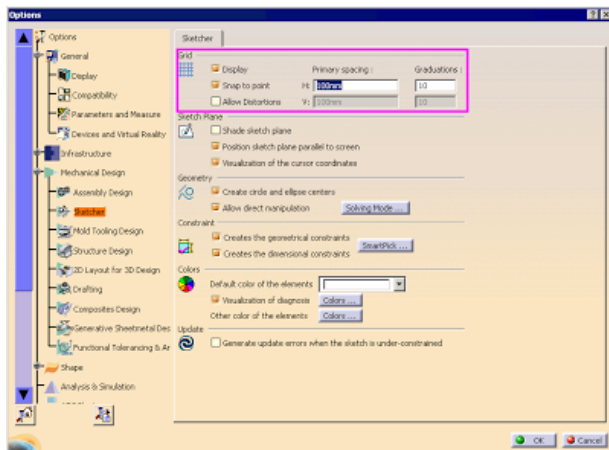 Options
Options
General
Display
Compatibility
Parameters and Measure
Devices and Virtual Reality
Infrastructure
Mechanical Design
Assembly Design
Sketcher
Mold Tooling Design
Structure Design
2D Layout for 3D Design
Drafting
Composites Design
Generative Sheetmetal Des
Functional Tolerancing & Ar
Shape
Analysis & Simulation
Sketcher
Grid
Display Primary spacing : Graduations :
Snap to point H: 100mm 10
Allow Distortions V: 100mm 10
Sketch Plane
Shade sketch plane
Position sketch plane parallel to screen
Visualization of the cursor coordinates
Geometry
Create circle and ellipse centers
Allow direct manipulation Solving Mode ...
Constraint
Creates the geometrical constraints SmartPick ...
Creates the dimensional constraints
Colors
Default color of the elements
Visualization of diagnosis Colors ...
Other color of the elements Colors ...
Update
Generate update errors when the sketch is under-constrained
OK Cancel